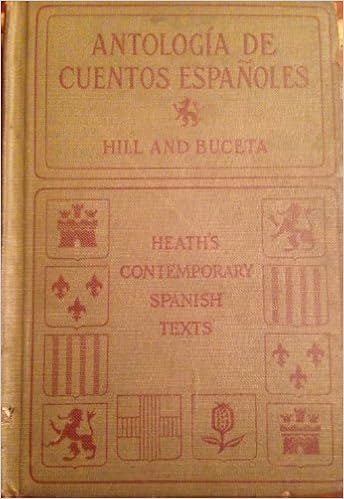 ANTOLOGÍA DE
CUENTOS ESPAÑOLES
HILL AND BUCETA
HEATH'S
CONTEMPORARY
SPANISH
TEXTS